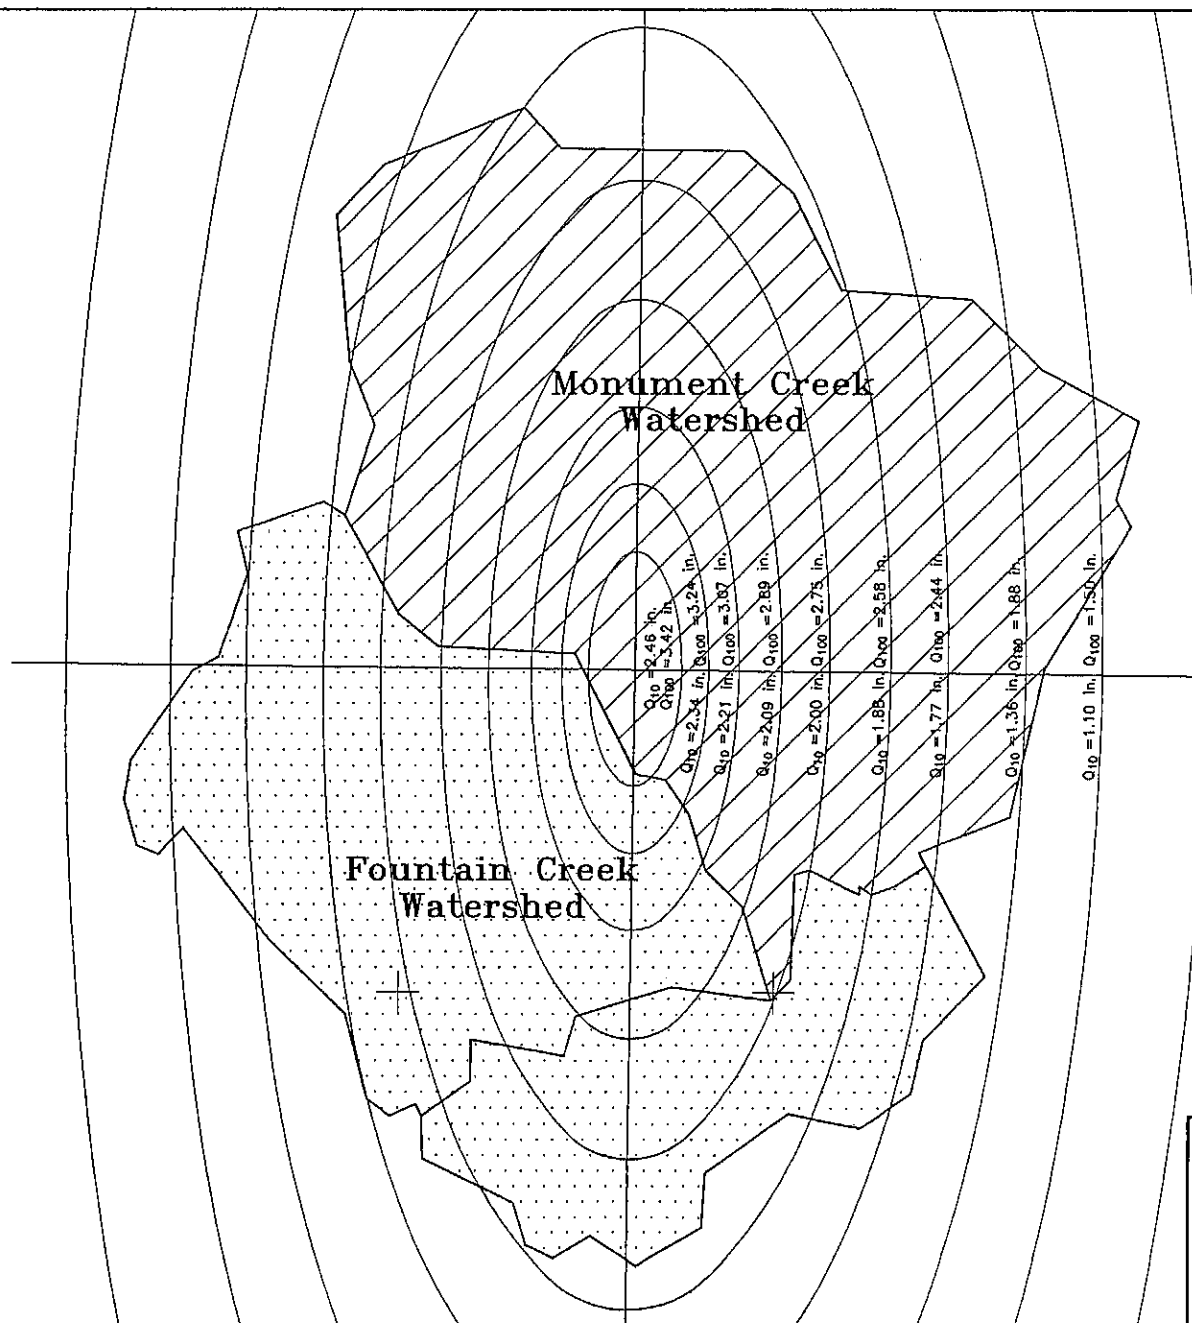 Monument Creek
Watershed
Q10 =2.46 in.
Q100 =3.42 in.
Q10 =2.34 in. Q100 =3.24 in.
Q10 =2.21 in. Q100 =3.07 in.
Q10 =2.09 in. Q100 =2.89 in.
Q10 =2.00 in. Q100 =2.75 in.
Q10 =1.88 in. Q100 =2.58 in.
Q10 =1.77 in. Q100 =2.44 in.
Q10 =1.36 in. Q100 =1.88 in.
Q10 =1.10 in. Q100 =1.50 in.
Fountain Creek
Watershed